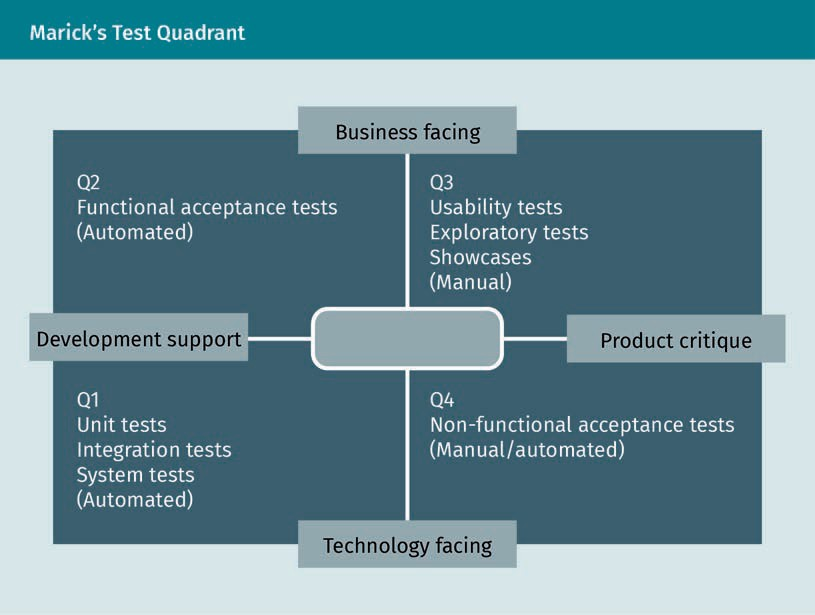 Marick's Test Quadrant
Business facing
Q2
Functional acceptance tests
(Automated)
Q3
Usability tests
Exploratory tests
Showcases
(Manual)
Development support
Product critique
Q1
Unit tests
Integration tests
System tests
(Automated)
Q4
Non-functional acceptance tests
(Manual/automated)
Technology facing